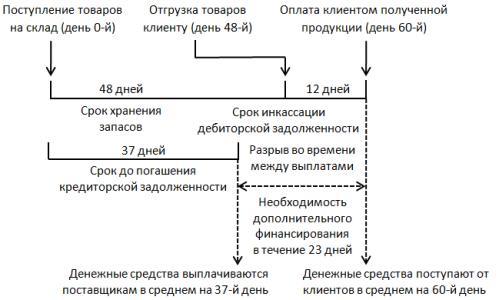 Поступление товаров
на склад (день 0-й)
Отгрузка товаров
клиенту (день 48-й)
Оплата клиентом полученной
продукции (день 60-й)
48 дней
12 дней
Срок хранения
запасов
Срок инкассации
дебиторской задолженности
37 дней
Разрыв во времени
между выплатами
Срок до погашения
кредиторской задолженности
Необходимость
дополнительного
финансирования
в течение 23 дней
Денежные средства выплачиваются
поставщикам в среднем на 37-й день
Денежные средства поступают от
клиентов в среднем на 60-й день